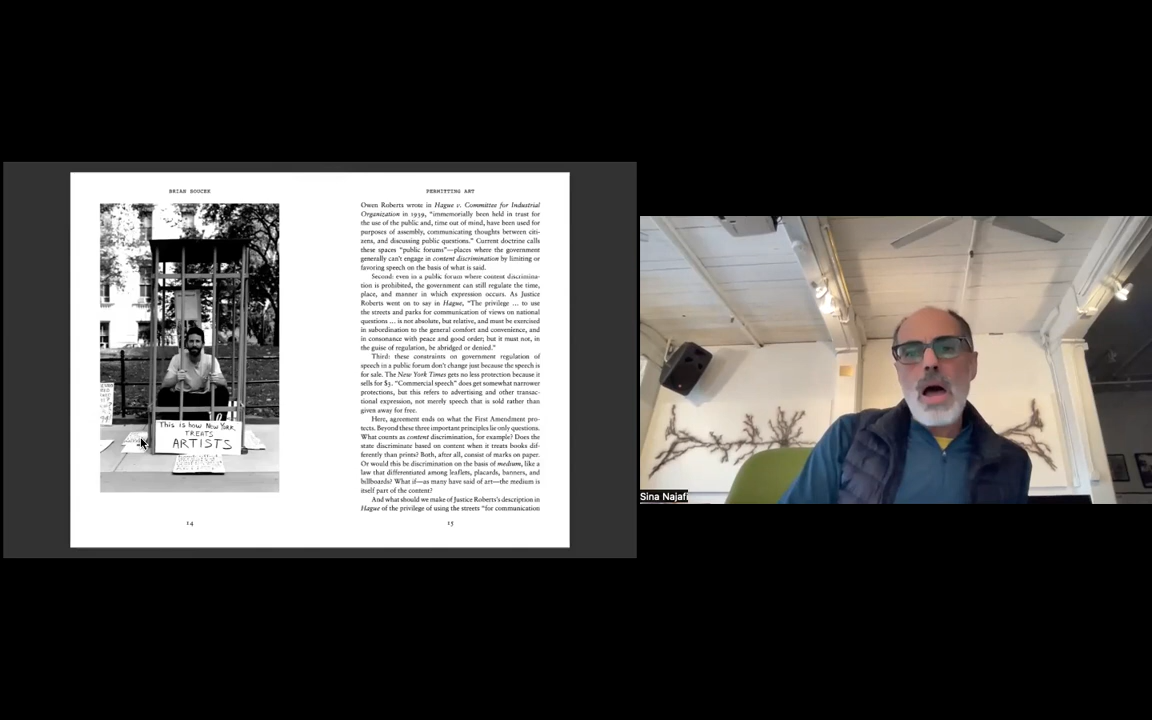 BRIAN SOUCEK
This is how NEW YORK
TREATS
ARTISTS
14
PERMITTING ART
Owen Roberts wrote in Hague v. Committee for Industrial
Organization in 1939, “immemorially been held in trust for
the use of the public and, time out of mind, have been used for
purposes of assembly, communicating thoughts between citi-
zens, and discussing public questions.” Current doctrine calls
these spaces “public forums”—places where the government
generally can’t engage in content discrimination by limiting or
favoring speech on the basis of what is said.
Second: even in a public forum where content discrimina-
tion is prohibited, the government can still regulate the time,
place, and manner in which expression occurs. As Justice
Roberts went on to say in Hague, “The privilege ... to use
the streets and parks for communication of views on national
questions ... is not absolute, but relative, and must be exercised
in subordination to the general comfort and convenience, and
in consonance with peace and good order; but it must not, in
the guise of regulation, be abridged or denied.”
Third: these constraints on government regulation of
speech in a public forum don’t change just because the speech is
for sale. The New York Times gets no less protection because it
sells for $3. “Commercial speech” does get somewhat narrower
protections, but this refers to advertising and other transac-
tional expression, not merely speech that is sold rather than
given away for free.
Here, agreement ends on what the First Amendment pro-
tects. Beyond these three important principles lie only questions.
What counts as content discrimination, for example? Does the
state discriminate based on content when it treats books dif-
ferently than prints? Both, after all, consist of marks on paper.
Or would this be discrimination on the basis of medium, like a
law that differentiated among leaflets, placards, banners, and
billboards? What if—as many have said of art—the medium is
itself part of the content?
And what should we make of Justice Roberts’s description in
Hague of the privilege of using the streets “for communication
15
Sina Najafi